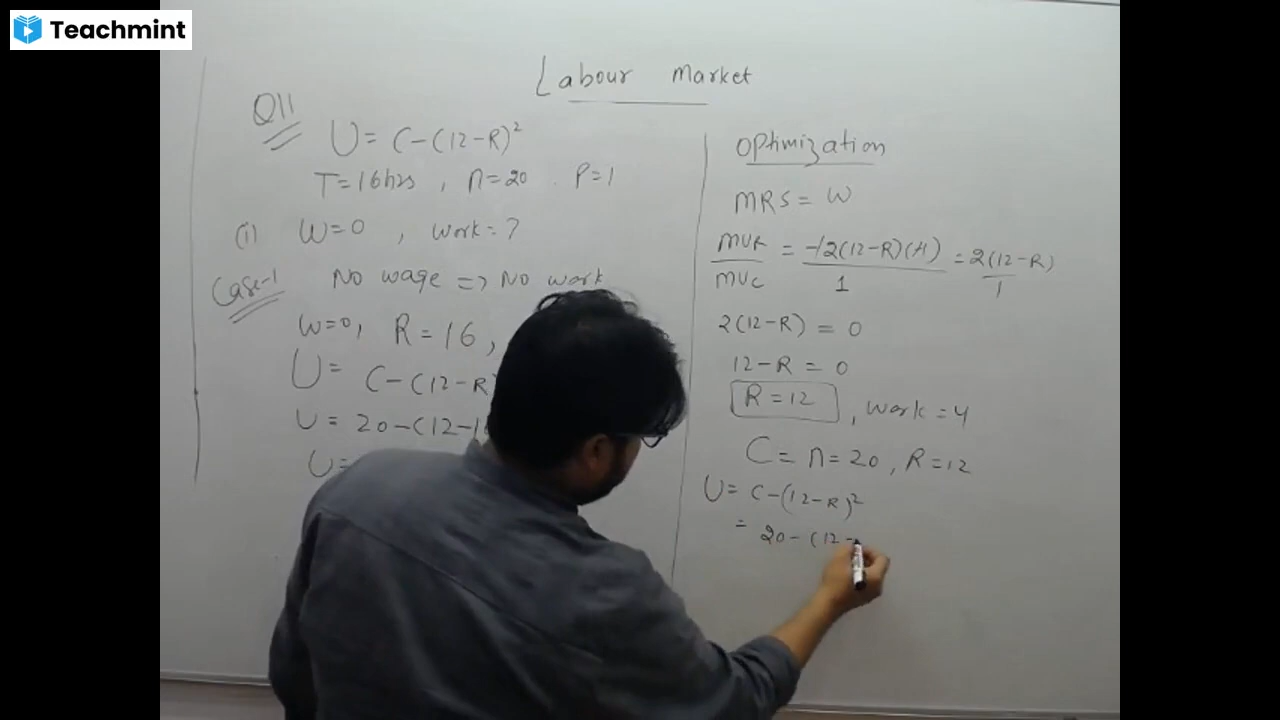 Teachmint
Labour Market
Q11
U = C-(12-R)²
T=16hrs , n=20 P=1
(i) W=0 , work=?
Case-1 No wage => No work
W=0, R=16,
U= C-(12-R)
U= 20-(12-1
U=
Optimization
MRS = W
MUR/MUC = -2(12-R)(-1)/1 = 2(12-R)/1
2(12-R) = 0
12-R = 0
R=12 , work=4
C= n=20, R=12
U= C-(12-R)²
= 20-(12-